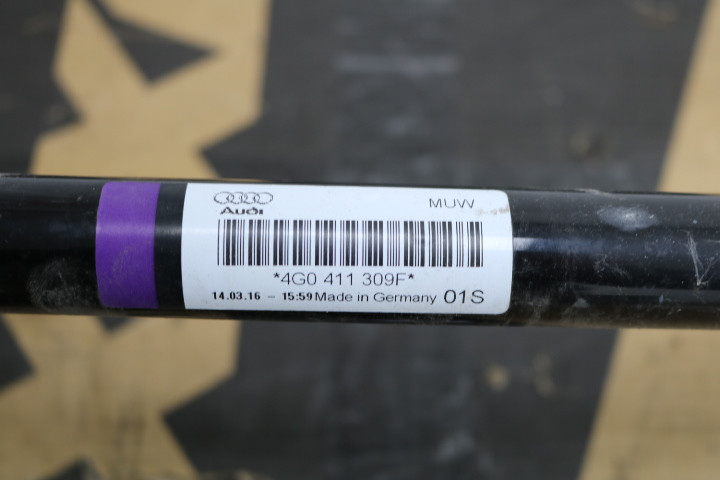 Audi
MUW
*4G0 411 309F*
14.03.16 – 15:59 Made in Germany 01S